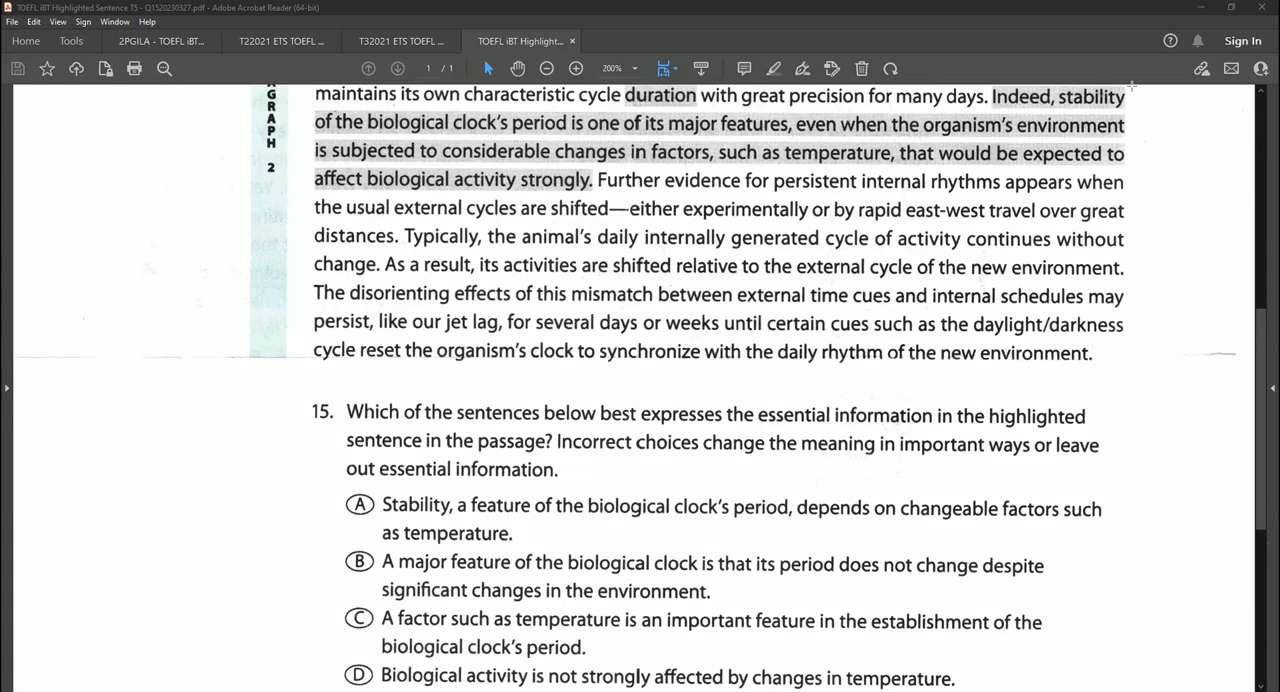 TOEFL iBT Highlighted Sentence T5 - Q1520230327.pdf - Adobe Acrobat Reader (64-bit)
File Edit View Sign Window Help
Home Tools 2PGILA - TOEFL iBT... T22021 ETS TOEFL ... T32021 ETS TOEFL ... TOEFL iBT Highlight... × Sign In
1 / 1 200%
GRAPH 2
maintains its own characteristic cycle duration with great precision for many days. Indeed, stability
of the biological clock's period is one of its major features, even when the organism's environment
is subjected to considerable changes in factors, such as temperature, that would be expected to
affect biological activity strongly. Further evidence for persistent internal rhythms appears when
the usual external cycles are shifted—either experimentally or by rapid east-west travel over great
distances. Typically, the animal's daily internally generated cycle of activity continues without
change. As a result, its activities are shifted relative to the external cycle of the new environment.
The disorienting effects of this mismatch between external time cues and internal schedules may
persist, like our jet lag, for several days or weeks until certain cues such as the daylight/darkness
cycle reset the organism's clock to synchronize with the daily rhythm of the new environment.
15. Which of the sentences below best expresses the essential information in the highlighted
sentence in the passage? Incorrect choices change the meaning in important ways or leave
out essential information.
A Stability, a feature of the biological clock's period, depends on changeable factors such
as temperature.
B A major feature of the biological clock is that its period does not change despite
significant changes in the environment.
C A factor such as temperature is an important feature in the establishment of the
biological clock's period.
D Biological activity is not strongly affected by changes in temperature.